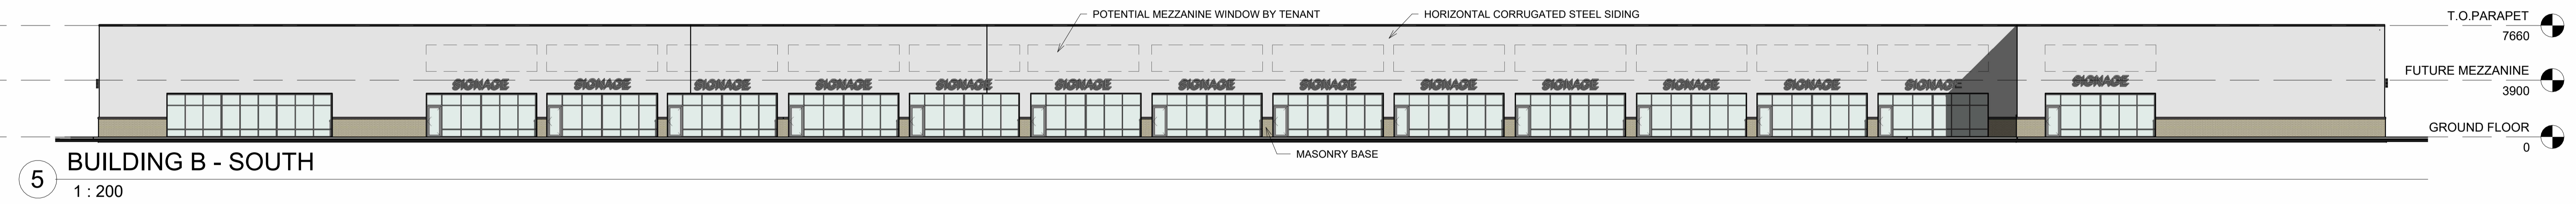 POTENTIAL MEZZANINE WINDOW BY TENANT
HORIZONTAL CORRUGATED STEEL SIDING
T.O.PARAPET
7660
FUTURE MEZZANINE
3900
SIGNAGE SIGNAGE SIGNAGE SIGNAGE SIGNAGE SIGNAGE SIGNAGE SIGNAGE SIGNAGE SIGNAGE SIGNAGE SIGNAGE SIGNAGE SIGNAGE
GROUND FLOOR
0
MASONRY BASE
5
BUILDING B - SOUTH
1 : 200